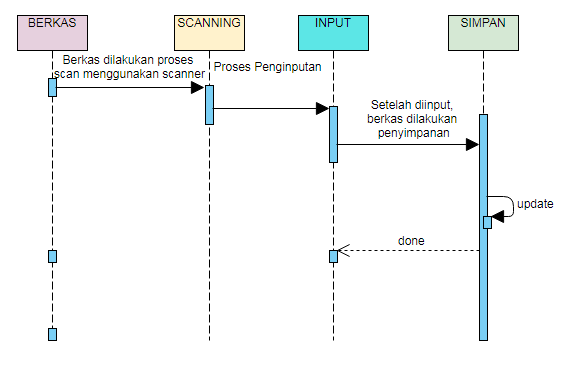 BERKAS
SCANNING
INPUT
SIMPAN
Berkas dilakukan proses
scan menggunakan scanner
Proses Penginputan
Setelah diinput,
berkas dilakukan
penyimpanan
update
done